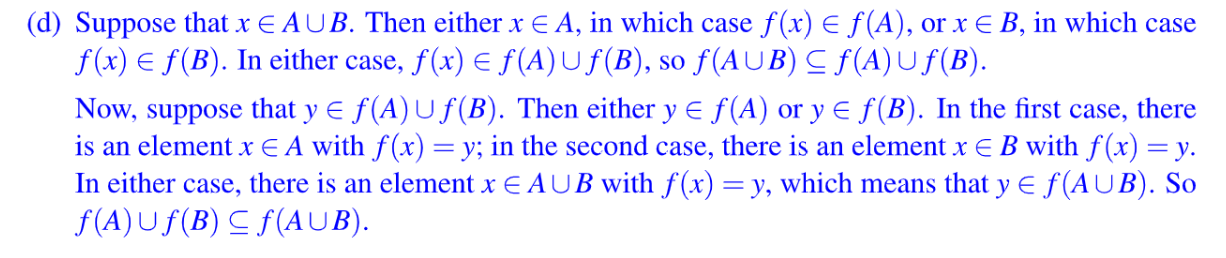 (d) Suppose that x ∈ A ∪ B. Then either x ∈ A, in which case f(x) ∈ f(A), or x ∈ B, in which case
f(x) ∈ f(B). In either case, f(x) ∈ f(A) ∪ f(B), so f(A ∪ B) ⊆ f(A) ∪ f(B).
Now, suppose that y ∈ f(A) ∪ f(B). Then either y ∈ f(A) or y ∈ f(B). In the first case, there
is an element x ∈ A with f(x) = y; in the second case, there is an element x ∈ B with f(x) = y.
In either case, there is an element x ∈ A ∪ B with f(x) = y, which means that y ∈ f(A ∪ B). So
f(A) ∪ f(B) ⊆ f(A ∪ B).